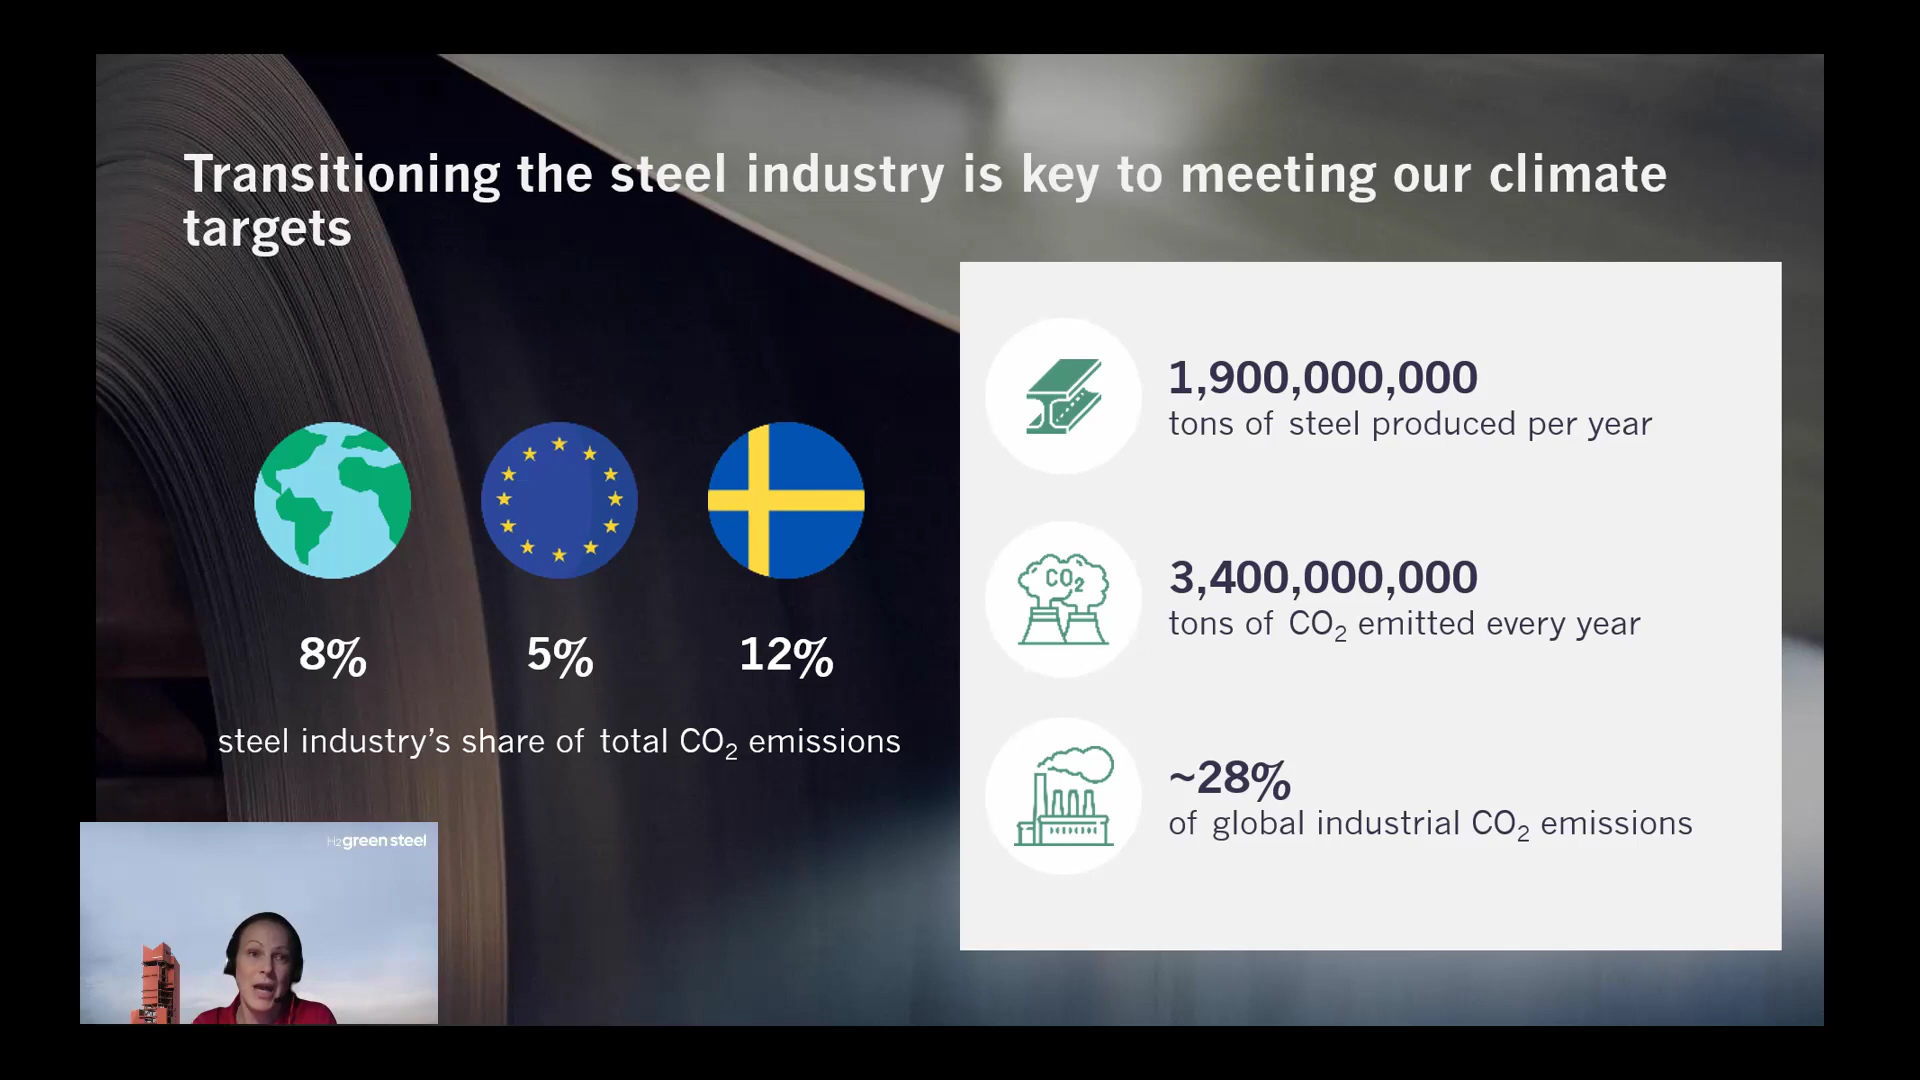 Transitioning the steel industry is key to meeting our climate
targets
8%
5%
12%
steel industry’s share of total CO₂ emissions
1,900,000,000
tons of steel produced per year
CO₂
3,400,000,000
tons of CO₂ emitted every year
~28%
of global industrial CO₂ emissions
H₂green steel